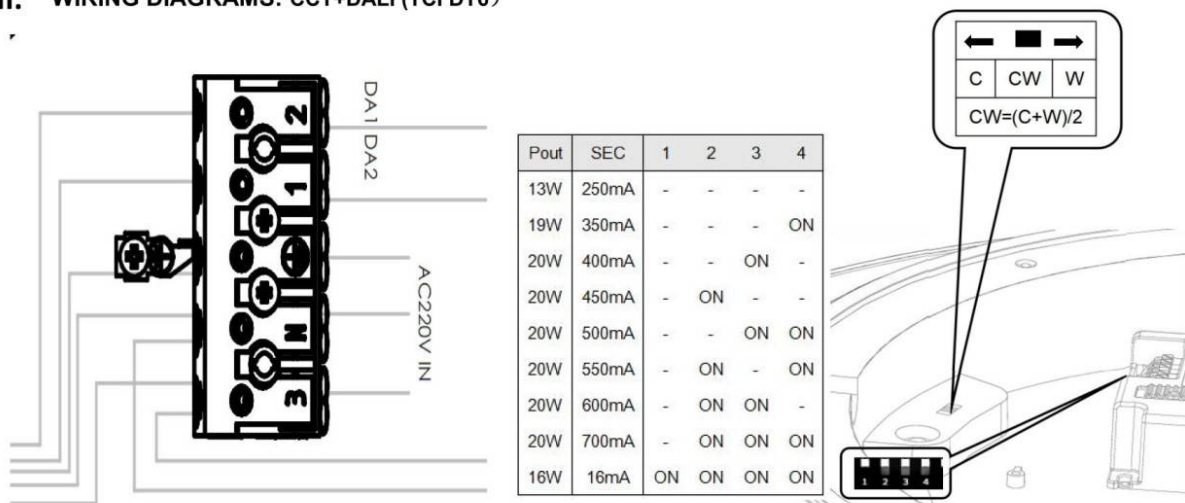 WIRING DIAGRAMS: CCT+DALI (TCI DT8)
2
1
N
3
DA1 DA2
AC220V IN
Pout SEC 1 2 3 4
13W 250mA - - - -
19W 350mA - - - ON
20W 400mA - - ON -
20W 450mA - ON - -
20W 500mA - - ON ON
20W 550mA - ON - ON
20W 600mA - ON ON -
20W 700mA - ON ON ON
16W 16mA ON ON ON ON
C CW W
CW=(C+W)/2
1 2 3 4